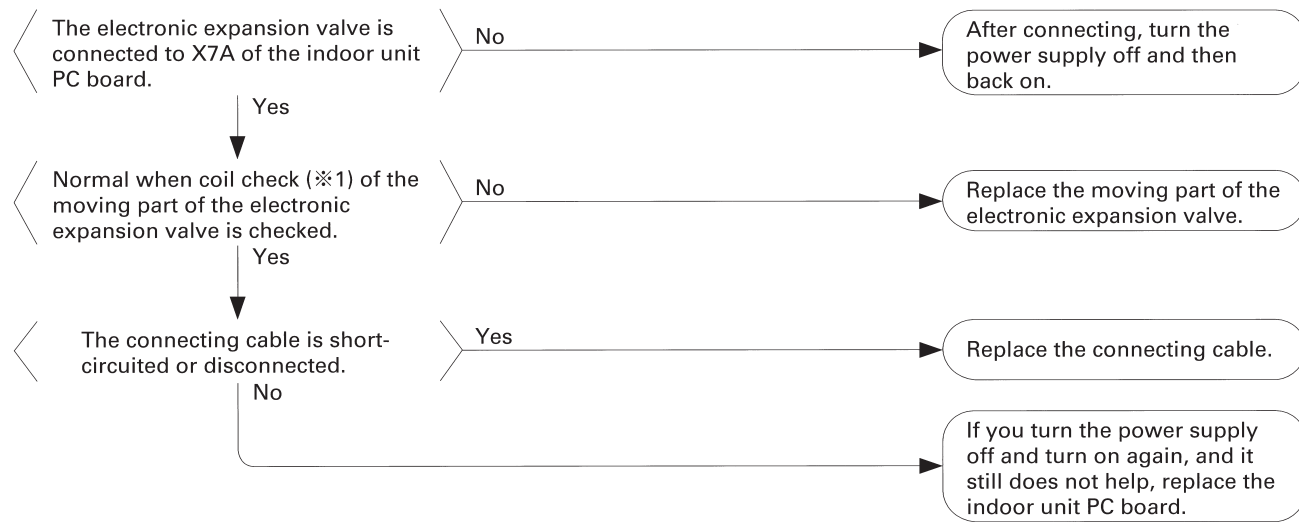 The electronic expansion valve is
connected to X7A of the indoor unit
PC board.
No
After connecting, turn the
power supply off and then
back on.
Yes
Normal when coil check (※1) of the
moving part of the electronic
expansion valve is checked.
No
Replace the moving part of the
electronic expansion valve.
Yes
The connecting cable is short-
circuited or disconnected.
Yes
Replace the connecting cable.
No
If you turn the power supply
off and turn on again, and it
still does not help, replace the
indoor unit PC board.